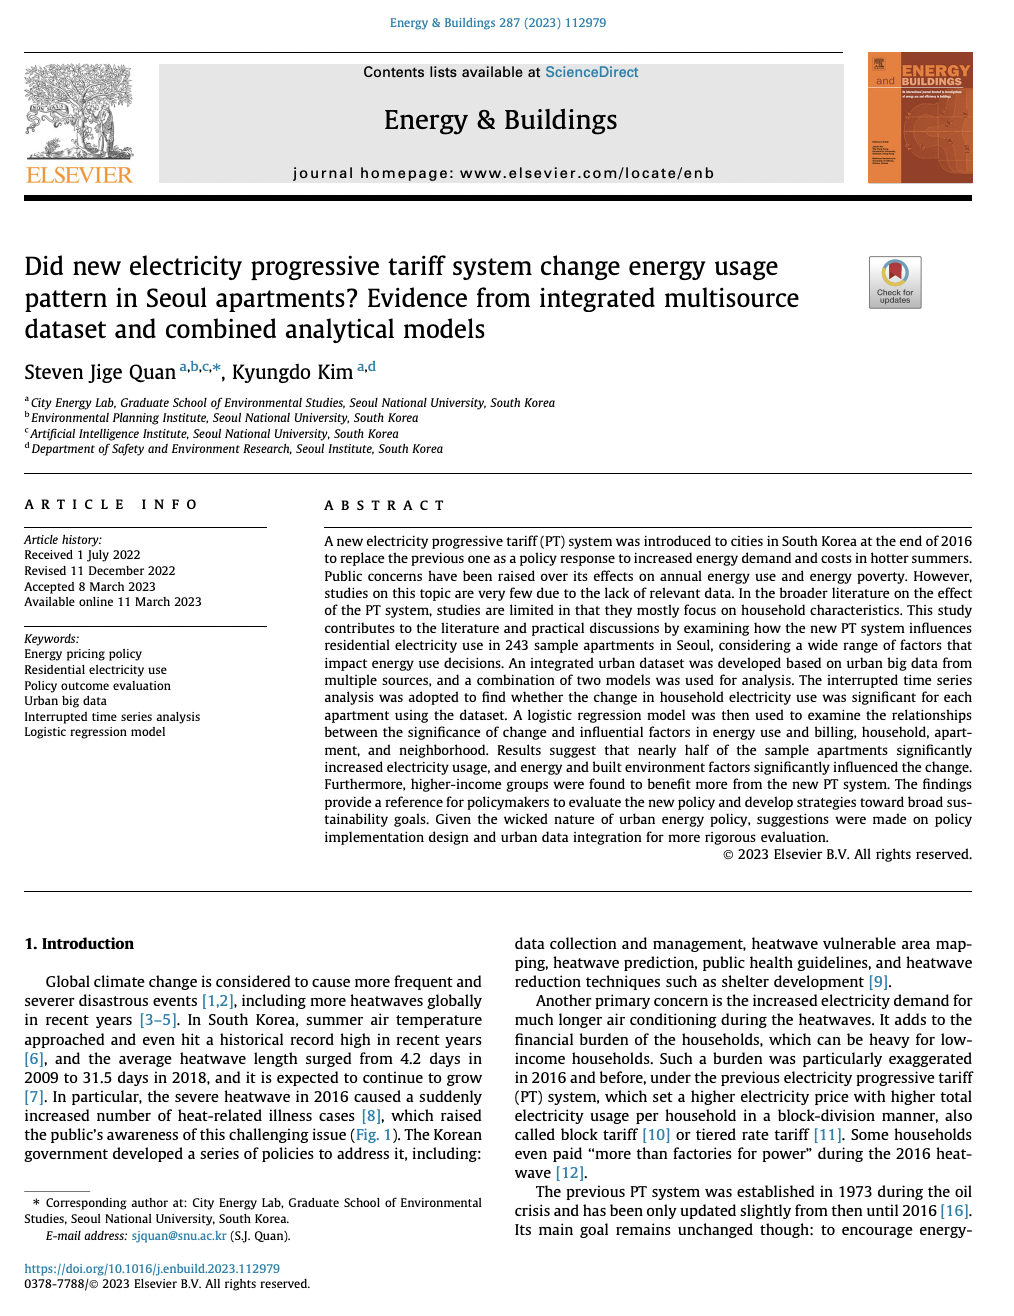 Energy & Buildings 287 (2023) 112979
Contents lists available at ScienceDirect
Energy & Buildings
journal homepage: www.elsevier.com/locate/enb
ELSEVIER
and
ENERGY
BUILDINGS
Did new electricity progressive tariff system change energy usage
pattern in Seoul apartments? Evidence from integrated multisource
dataset and combined analytical models
Check for
updates
Steven Jige Quan a,b,c,*, Kyungdo Kim a,d
a City Energy Lab, Graduate School of Environmental Studies, Seoul National University, South Korea
b Environmental Planning Institute, Seoul National University, South Korea
c Artificial Intelligence Institute, Seoul National University, South Korea
d Department of Safety and Environment Research, Seoul Institute, South Korea
ARTICLE INFO
Article history:
Received 1 July 2022
Revised 11 December 2022
Accepted 8 March 2023
Available online 11 March 2023
Keywords:
Energy pricing policy
Residential electricity use
Policy outcome evaluation
Urban big data
Interrupted time series analysis
Logistic regression model
ABSTRACT
A new electricity progressive tariff (PT) system was introduced to cities in South Korea at the end of 2016
to replace the previous one as a policy response to increased energy demand and costs in hotter summers.
Public concerns have been raised over its effects on annual energy use and energy poverty. However,
studies on this topic are very few due to the lack of relevant data. In the broader literature on the effect
of the PT system, studies are limited in that they mostly focus on household characteristics. This study
contributes to the literature and practical discussions by examining how the new PT system influences
residential electricity use in 243 sample apartments in Seoul, considering a wide range of factors that
impact energy use decisions. An integrated urban dataset was developed based on urban big data from
multiple sources, and a combination of two models was used for analysis. The interrupted time series
analysis was adopted to find whether the change in household electricity use was significant for each
apartment using the dataset. A logistic regression model was then used to examine the relationships
between the significance of change and influential factors in energy use and billing, household, apart-
ment, and neighborhood. Results suggest that nearly half of the sample apartments significantly
increased electricity usage, and energy and built environment factors significantly influenced the change.
Furthermore, higher-income groups were found to benefit more from the new PT system. The findings
provide a reference for policymakers to evaluate the new policy and develop strategies toward broad sus-
tainability goals. Given the wicked nature of urban energy policy, suggestions were made on policy
implementation design and urban data integration for more rigorous evaluation.
© 2023 Elsevier B.V. All rights reserved.
1. Introduction
Global climate change is considered to cause more frequent and
severer disastrous events [1,2], including more heatwaves globally
in recent years [3–5]. In South Korea, summer air temperature
approached and even hit a historical record high in recent years
[6], and the average heatwave length surged from 4.2 days in
2009 to 31.5 days in 2018, and it is expected to continue to grow
[7]. In particular, the severe heatwave in 2016 caused a suddenly
increased number of heat-related illness cases [8], which raised
the public's awareness of this challenging issue (Fig. 1). The Korean
government developed a series of policies to address it, including:
data collection and management, heatwave vulnerable area map-
ping, heatwave prediction, public health guidelines, and heatwave
reduction techniques such as shelter development [9].
Another primary concern is the increased electricity demand for
much longer air conditioning during the heatwaves. It adds to the
financial burden of the households, which can be heavy for low-
income households. Such a burden was particularly exaggerated
in 2016 and before, under the previous electricity progressive tariff
(PT) system, which set a higher electricity price with higher total
electricity usage per household in a block-division manner, also
called block tariff [10] or tiered rate tariff [11]. Some households
even paid “more than factories for power” during the 2016 heat-
wave [12].
The previous PT system was established in 1973 during the oil
crisis and has been only updated slightly from then until 2016 [16].
Its main goal remains unchanged though: to encourage energy-
* Corresponding author at: City Energy Lab, Graduate School of Environmental
Studies, Seoul National University, South Korea.
E-mail address: sjquan@snu.ac.kr (S.J. Quan).
https://doi.org/10.1016/j.enbuild.2023.112979
0378-7788/© 2023 Elsevier B.V. All rights reserved.